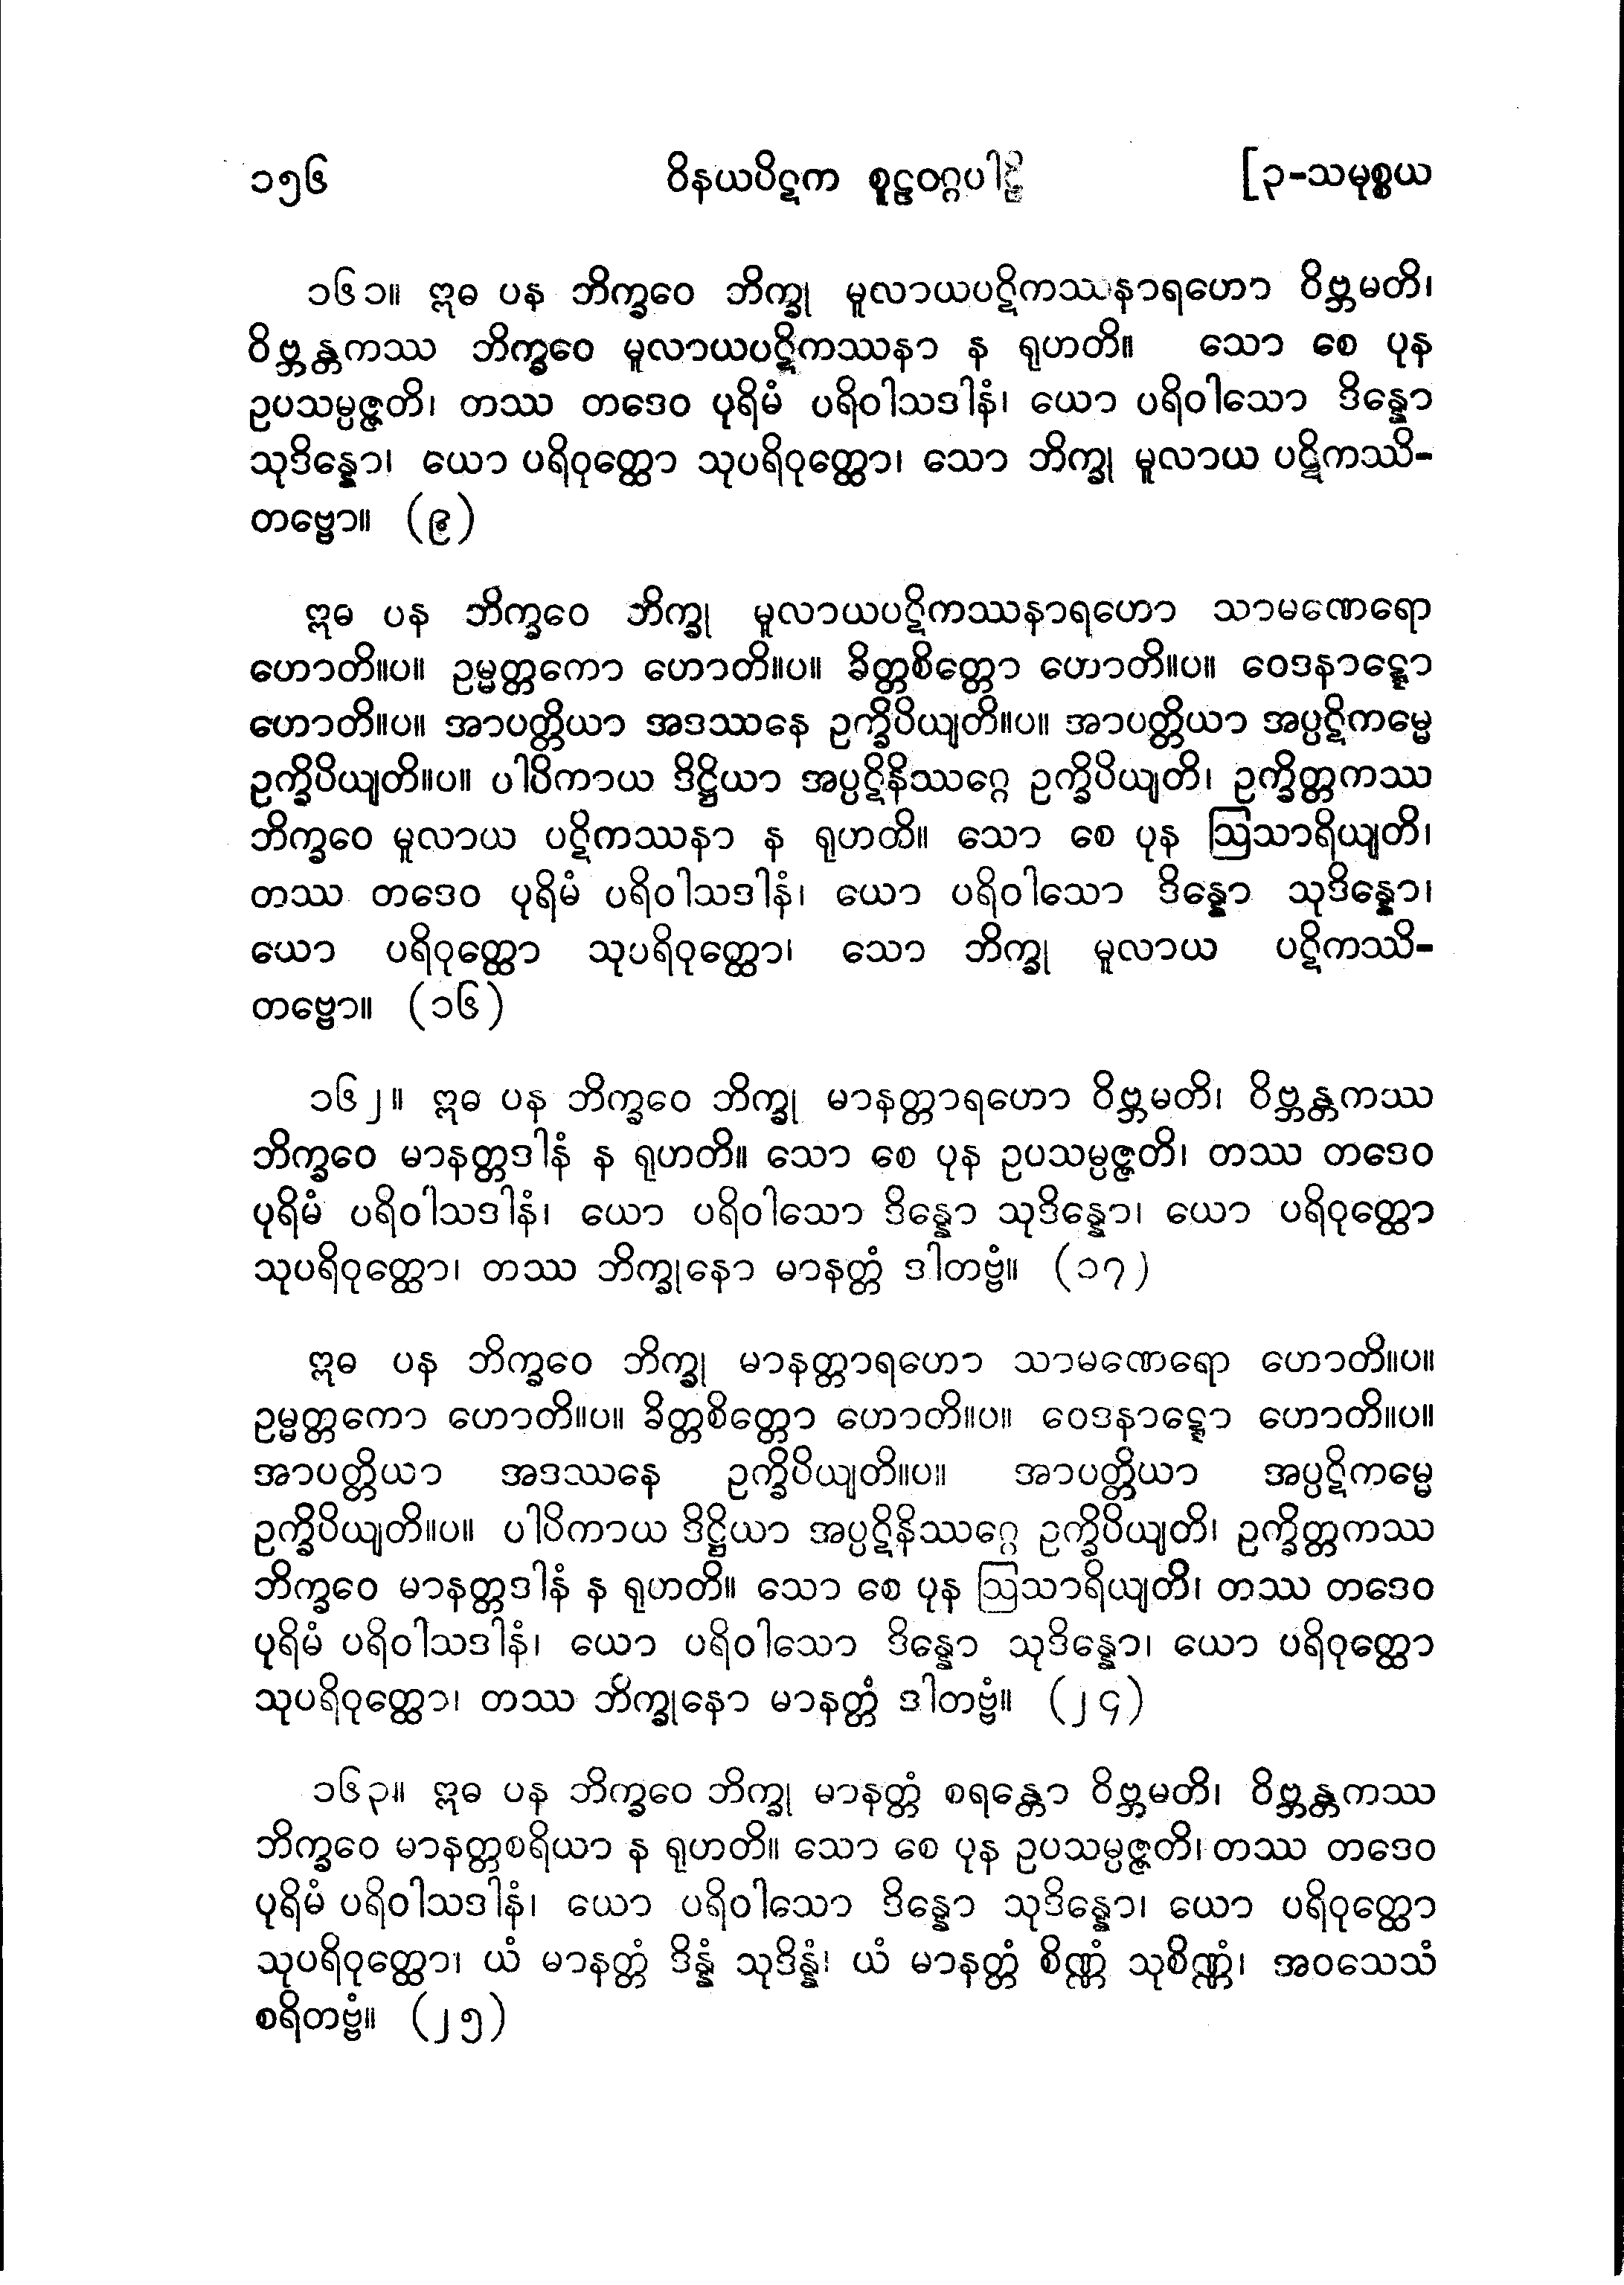 ၁၅၆ ဝိနယပိဋက စူဠဝဂ္ဂပါဠိ [၃-သမုစ္စယ
၁၆၁။ ဣဓ ပန ဘိက္ခဝေ ဘိက္ခု မူလာယပဋိကဿနာရဟော ဝိဗ္ဘမတိ၊
ဝိဗ္ဘန္တကဿ ဘိက္ခဝေ မူလာယပဋိကဿနာ န ရုဟတိ။ သော စေ ပုန
ဥပသမ္ပဇ္ဇတိ၊ တဿ တဒေဝ ပုရိမံ ပရိဝါသဒါနံ၊ ယော ပရိဝါသော ဒိန္နော
သုဒိန္နော၊ ယော ပရိဝုတ္ထော သုပရိဝုတ္ထော၊ သော ဘိက္ခု မူလာယ ပဋိကဿိ-
တဗ္ဗော။ (၉)
ဣဓ ပန ဘိက္ခဝေ ဘိက္ခု မူလာယပဋိကဿနာရဟော သာမဏေရော
ဟောတိ။ပ။ ဥမ္မတ္တကော ဟောတိ။ပ။ ခိတ္တစိတ္တော ဟောတိ။ပ။ ဝေဒနာဋ္ဋော
ဟောတိ။ပ။ အာပတ္တိယာ အဒဿနေ ဥက္ခိပိယျတိ။ပ။ အာပတ္တိယာ အပ္ပဋိကမ္မေ
ဥက္ခိပိယျတိ။ပ။ ပါပိကာယ ဒိဋ္ဌိယာ အပ္ပဋိနိဿဂ္ဂေ ဥက္ခိပိယျတိ၊ ဥက္ခိတ္တကဿ
ဘိက္ခဝေ မူလာယ ပဋိကဿနာ န ရုဟတိ။ သော စေ ပုန ဩသာရိယျတိ၊
တဿ တဒေဝ ပုရိမံ ပရိဝါသဒါနံ၊ ယော ပရိဝါသော ဒိန္နော သုဒိန္နော၊
ယော ပရိဝုတ္ထော သုပရိဝုတ္ထော၊ သော ဘိက္ခု မူလာယ ပဋိကဿိ-
တဗ္ဗော။ (၁၆)
၁၆၂။ ဣဓ ပန ဘိက္ခဝေ ဘိက္ခု မာနတ္တာရဟော ဝိဗ္ဘမတိ၊ ဝိဗ္ဘန္တကဿ
ဘိက္ခဝေ မာနတ္တဒါနံ န ရုဟတိ။ သော စေ ပုန ဥပသမ္ပဇ္ဇတိ၊ တဿ တဒေဝ
ပုရိမံ ပရိဝါသဒါနံ၊ ယော ပရိဝါသော ဒိန္နော သုဒိန္နော၊ ယော ပရိဝုတ္ထော
သုပရိဝုတ္ထော၊ တဿ ဘိက္ခုနော မာနတ္တံ ဒါတဗ္ဗံ။ (၁၇)
ဣဓ ပန ဘိက္ခဝေ ဘိက္ခု မာနတ္တာရဟော သာမဏေရော ဟောတိ။ပ။
ဥမ္မတ္တကော ဟောတိ။ပ။ ခိတ္တစိတ္တော ဟောတိ။ပ။ ဝေဒနာဋ္ဋော ဟောတိ။ပ။
အာပတ္တိယာ အဒဿနေ ဥက္ခိပိယျတိ။ပ။ အာပတ္တိယာ အပ္ပဋိကမ္မေ
ဥက္ခိပိယျတိ။ပ။ ပါပိကာယ ဒိဋ္ဌိယာ အပ္ပဋိနိဿဂ္ဂေ ဥက္ခိပိယျတိ၊ ဥက္ခိတ္တကဿ
ဘိက္ခဝေ မာနတ္တဒါနံ န ရုဟတိ။ သော စေ ပုန ဩသာရိယျတိ၊ တဿ တဒေဝ
ပုရိမံ ပရိဝါသဒါနံ၊ ယော ပရိဝါသော ဒိန္နော သုဒိန္နော၊ ယော ပရိဝုတ္ထော
သုပရိဝုတ္ထော၊ တဿ ဘိက္ခုနော မာနတ္တံ ဒါတဗ္ဗံ။ (၂၄)
၁၆၃။ ဣဓ ပန ဘိက္ခဝေ ဘိက္ခု မာနတ္တံ စရန္တော ဝိဗ္ဘမတိ၊ ဝိဗ္ဘန္တကဿ
ဘိက္ခဝေ မာနတ္တစရိယာ န ရုဟတိ။ သော စေ ပုန ဥပသမ္ပဇ္ဇတိ၊ တဿ တဒေဝ
ပုရိမံ ပရိဝါသဒါနံ၊ ယော ပရိဝါသော ဒိန္နော သုဒိန္နော၊ ယော ပရိဝုတ္ထော
သုပရိဝုတ္ထော၊ ယံ မာနတ္တံ ဒိန္နံ သုဒိန္နံ၊ ယံ မာနတ္တံ စိဏ္ဏံ သုစိဏ္ဏံ၊ အဝသေသံ
စရိတဗ္ဗံ။ (၂၅)